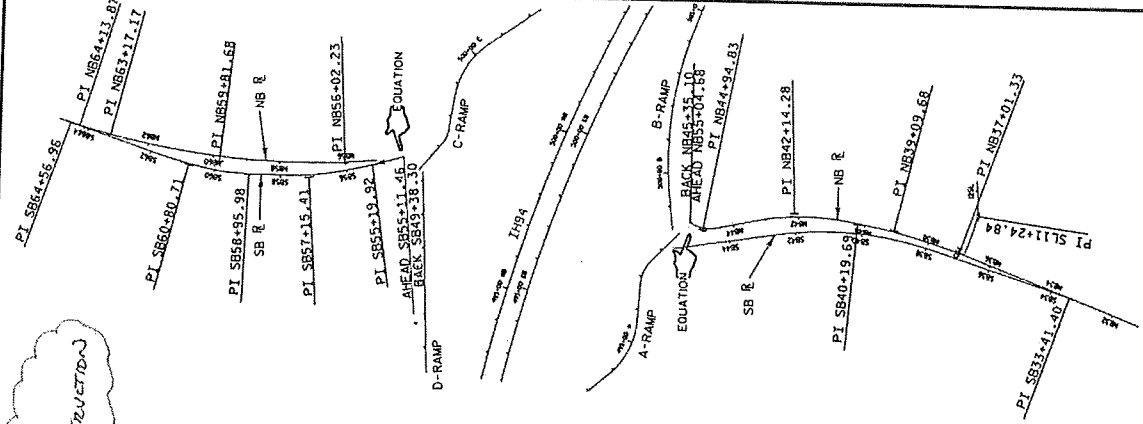 PI NB64+13.87
PI NB63+17.17
PI SB64+56.96
PI NB59+81.68
NB R
PI NB56+02.23
EQUATION
PI SB60+80.71
PI SB58+95.98
SB R
PI SB57+15.41
PI SB55+19.92
AHEAD SB55+11.46
BACK SB49+38.30
C-RAMP
D-RAMP
IH94
B-RAMP
BACK NB45+35.10
AHEAD NB55+04.68
PI NB44+94.83
A-RAMP
EQUATION
PI NB42+14.28
NB R
SB R
PI NB39+09.68
PI SB40+19.69
PI NB37+01.33
PI SL11+24.84
PI SB33+41.40